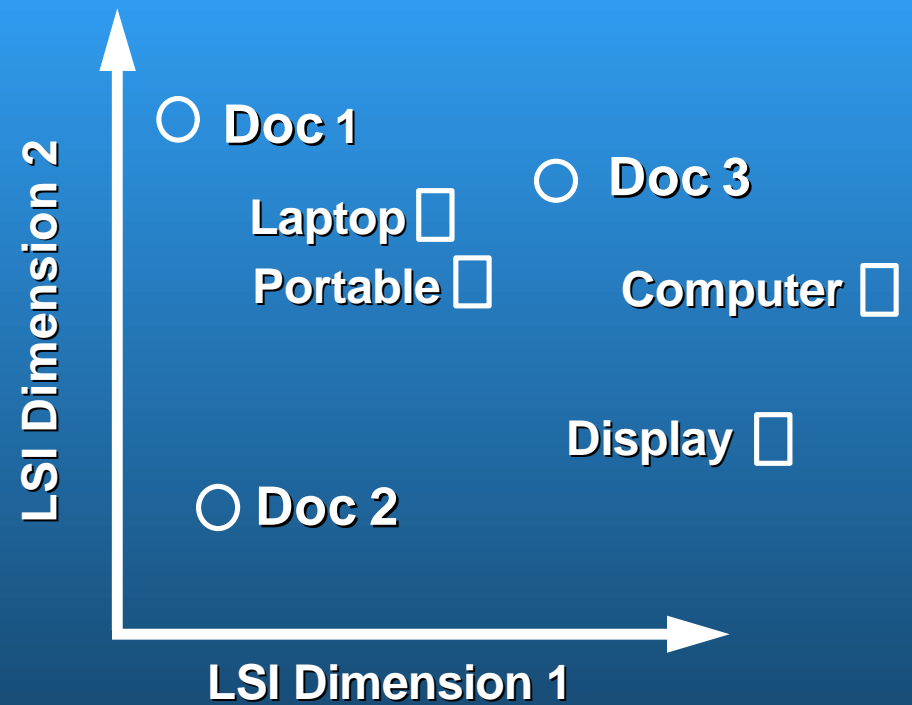 LSI Dimension 2
Doc 1
Doc 3
Laptop
Portable
Computer
Display
Doc 2
LSI Dimension 1